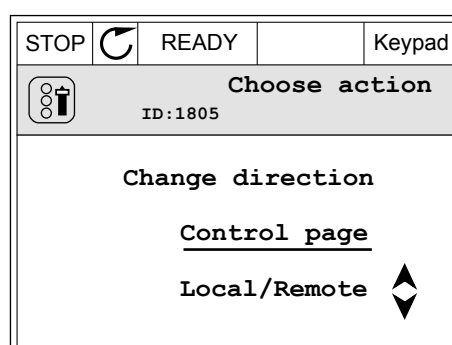 STOP READY Keypad
Choose action
ID:1805
Change direction
Control page
Local/Remote